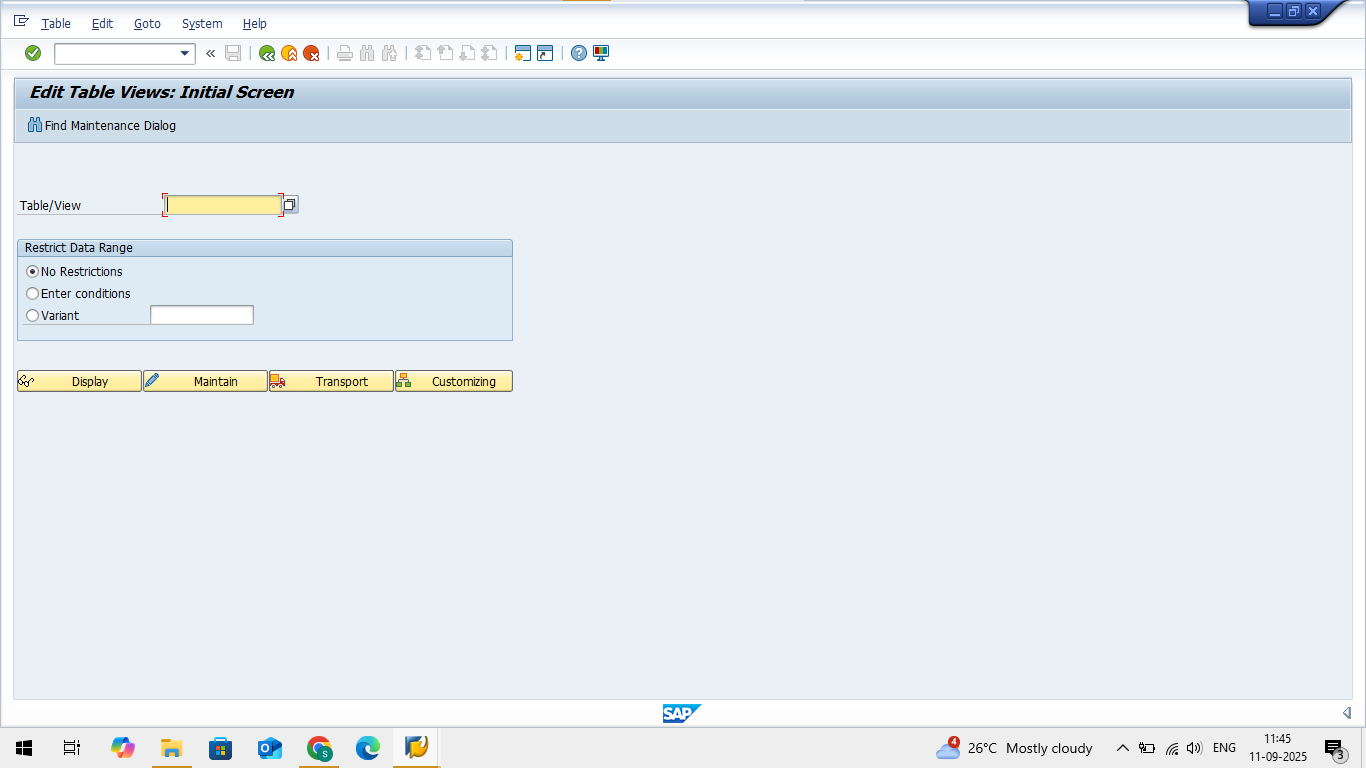 Table Edit Goto System Help
Edit Table Views: Initial Screen
Find Maintenance Dialog
Table/View
Restrict Data Range
No Restrictions
Enter conditions
Variant
Display Maintain Transport Customizing
SAP
4
26°C Mostly cloudy
ENG
11:45
11-09-2025
3
S